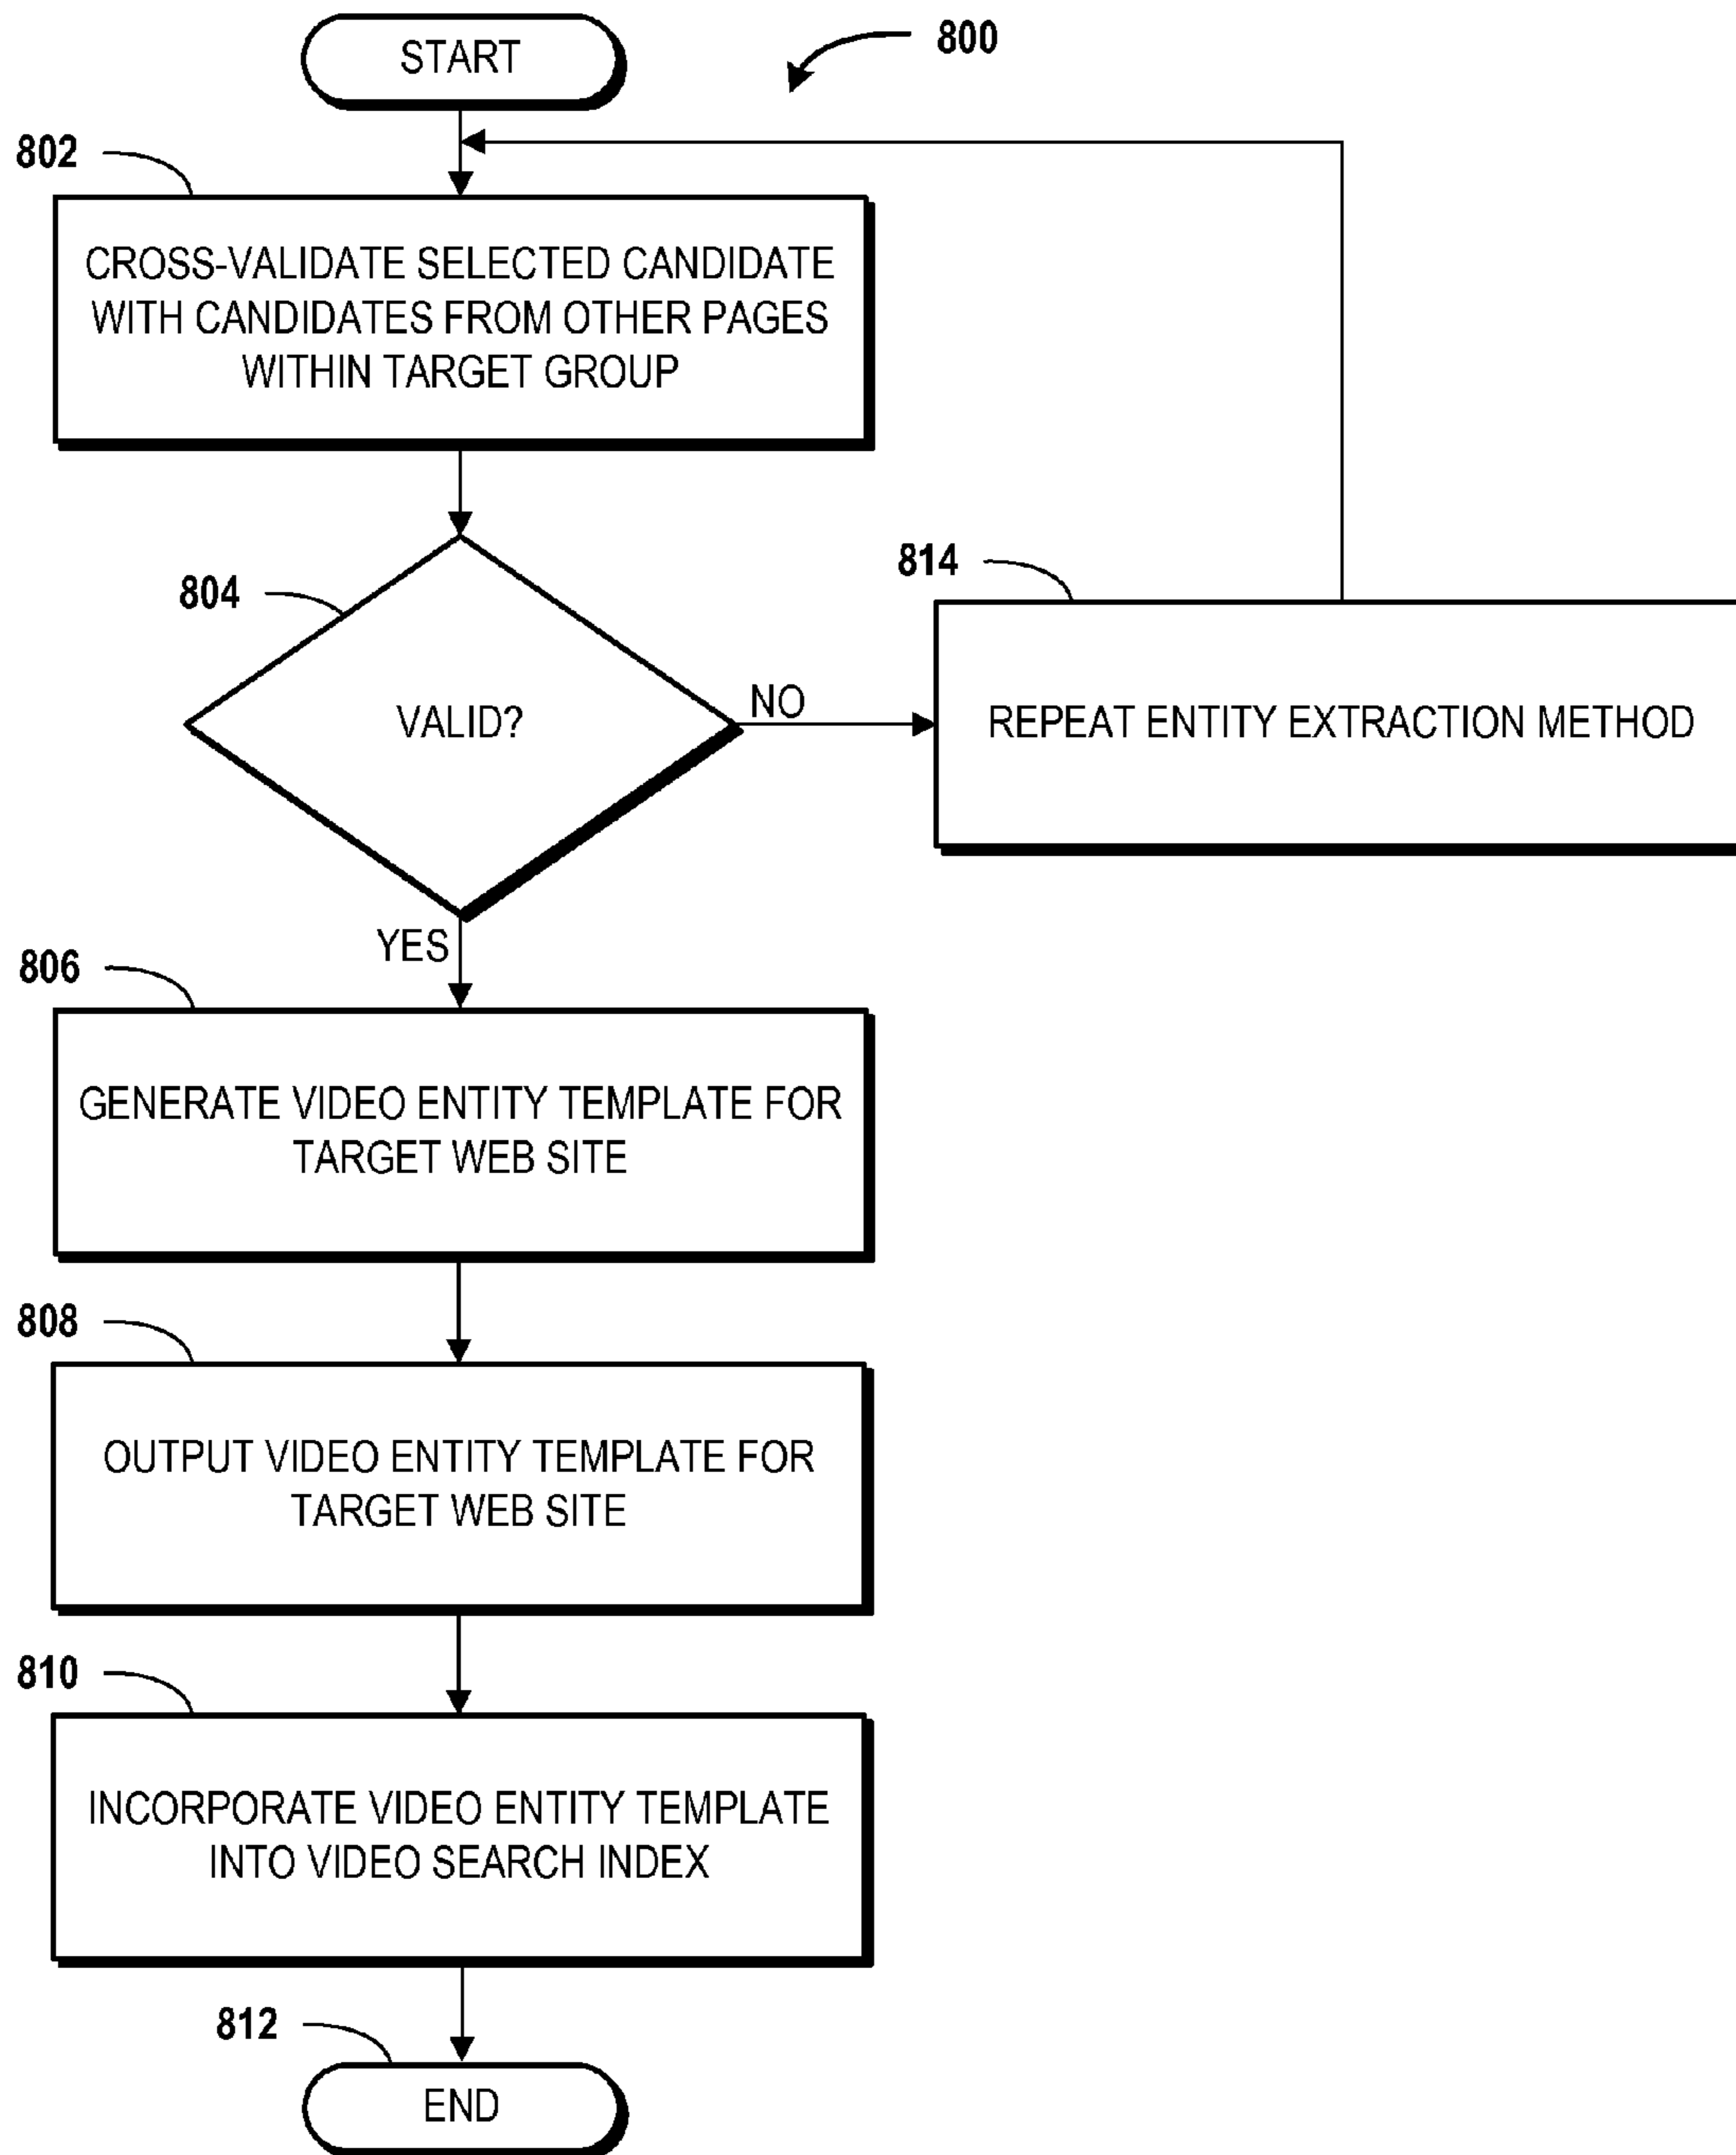 START
800
802
CROSS-VALIDATE SELECTED CANDIDATE
WITH CANDIDATES FROM OTHER PAGES
WITHIN TARGET GROUP
804
VALID?
NO
814
REPEAT ENTITY EXTRACTION METHOD
YES
806
GENERATE VIDEO ENTITY TEMPLATE FOR
TARGET WEB SITE
808
OUTPUT VIDEO ENTITY TEMPLATE FOR
TARGET WEB SITE
810
INCORPORATE VIDEO ENTITY TEMPLATE
INTO VIDEO SEARCH INDEX
812
END